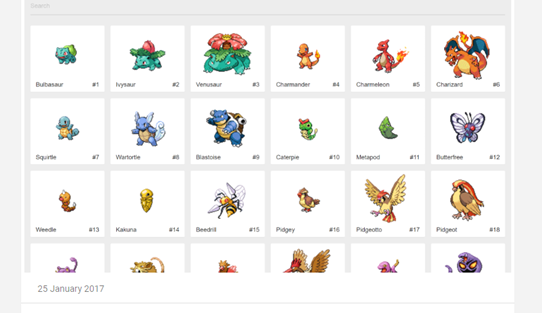 Search
Bulbasaur #1 Ivysaur #2 Venusaur #3 Charmander #4 Charmeleon #5 Charizard #6
Squirtle #7 Wartortle #8 Blastoise #9 Caterpie #10 Metapod #11 Butterfree #12
Weedle #13 Kakuna #14 Beedrill #15 Pidgey #16 Pidgeotto #17 Pidgeot #18
25 January 2017